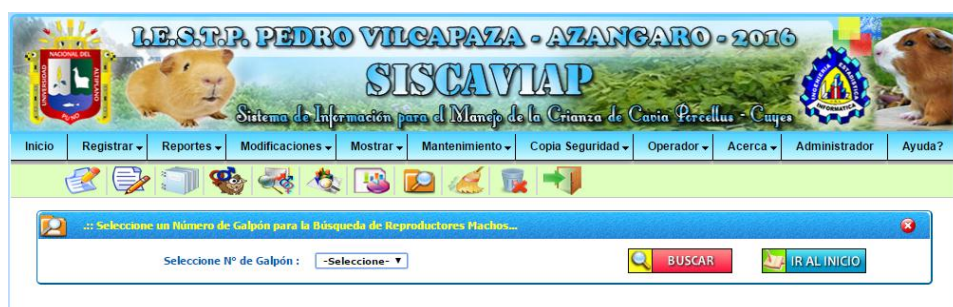 I.E.S.T.P. PEDRO VILCAPAZA - AZANGARO - 2016
SISCAVIAP
Sistema de Información para el Manejo de la Crianza de Cavia Porcellus - Cuyes
Inicio Registrar Reportes Modificaciones Mostrar Mantenimiento Copia Seguridad Operador Acerca Administrador Ayuda?
.:: Seleccione un Número de Galpón para la Búsqueda de Reproductores Machos...
Seleccione N° de Galpón : -Seleccione- BUSCAR IR AL INICIO